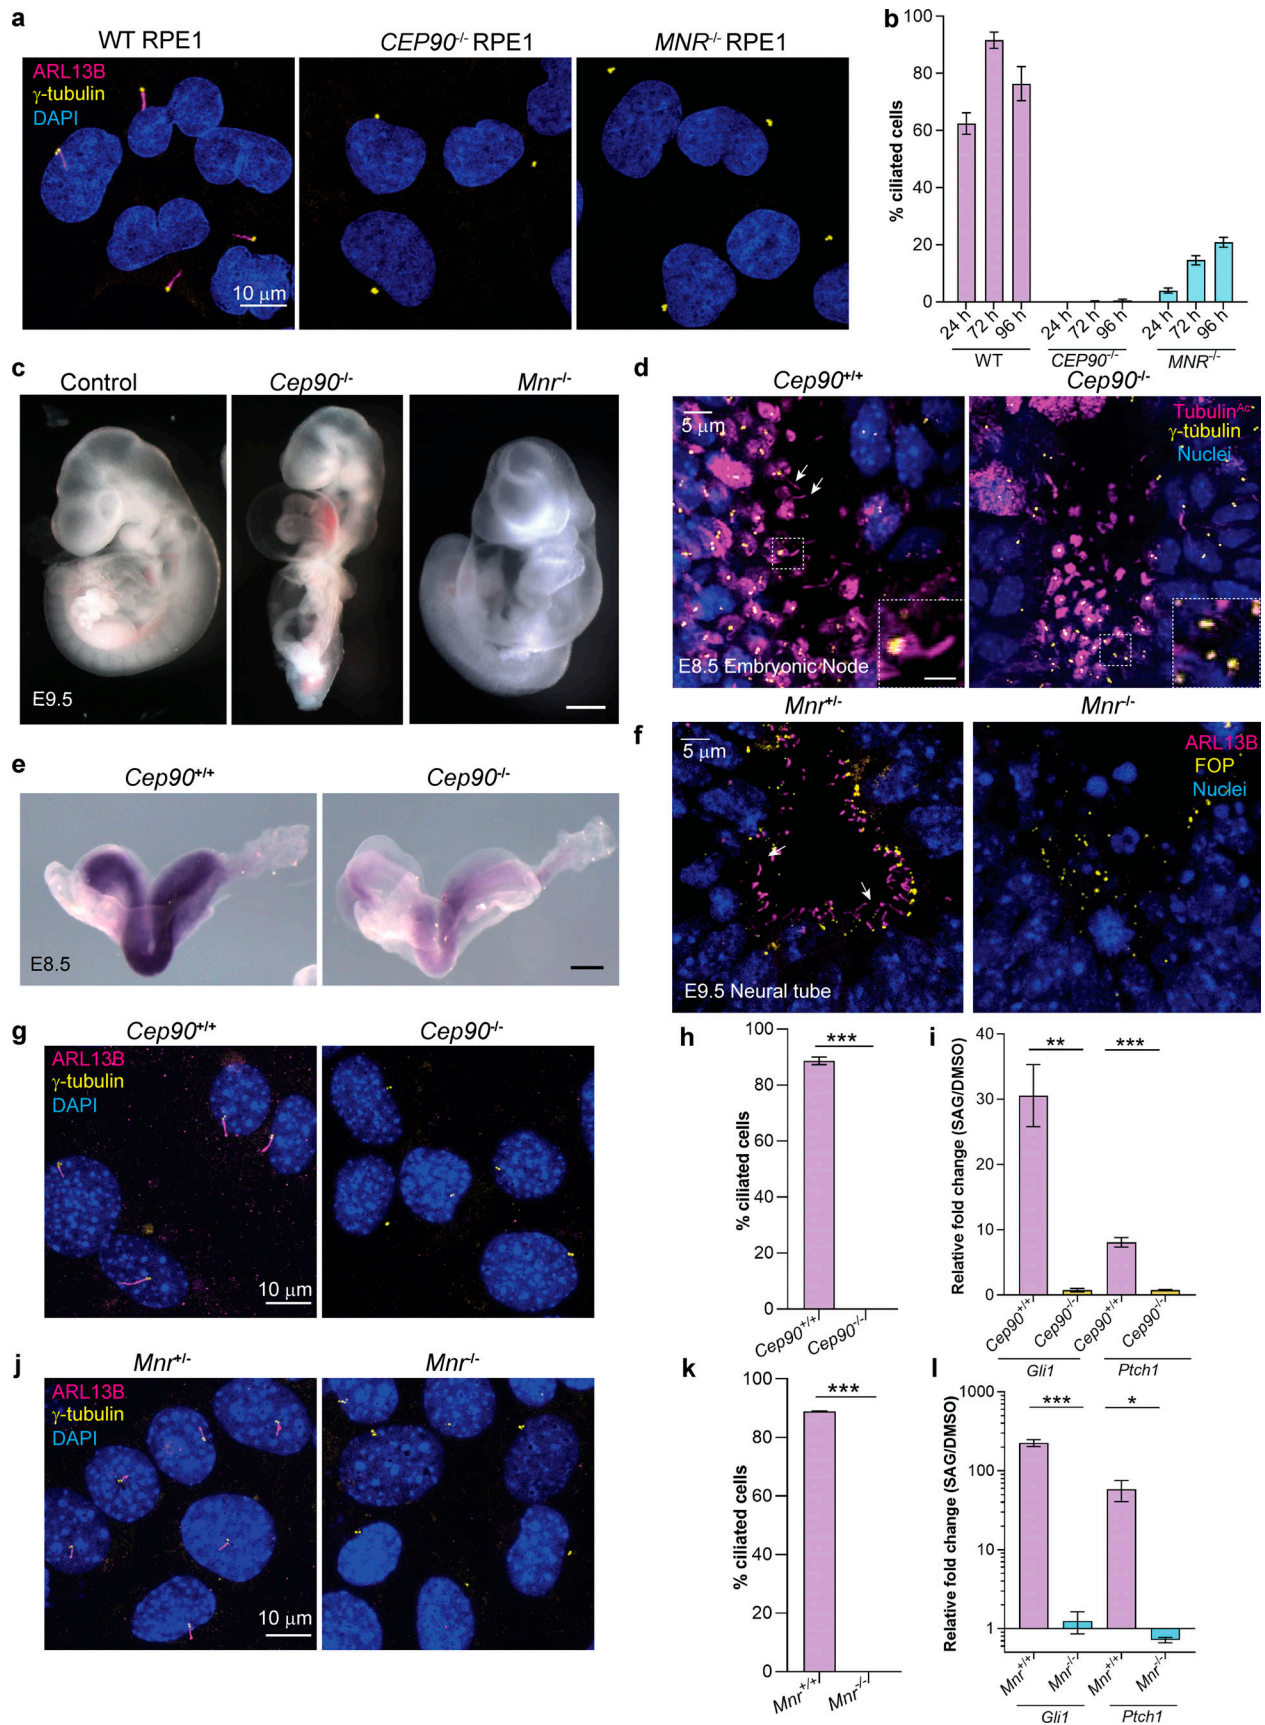 a
WT RPE1
CEP90-/- RPE1
MNR-/- RPE1
ARL13B
γ-tubulin
DAPI
10 μm
b
% ciliated cells
100
80
60
40
20
0
24 h
72 h
96 h
24 h
72 h
96 h
24 h
72 h
96 h
WT
CEP90-/-
MNR-/-
c
Control
Cep90-/-
Mnr-/-
E9.5
d
Cep90+/+
Cep90-/-
5 μm
TubulinAc
γ-tubulin
Nuclei
E8.5 Embryonic Node
e
Cep90+/+
Cep90-/-
E8.5
f
Mnr+/-
Mnr-/-
5 μm
ARL13B
FOP
Nuclei
E9.5 Neural tube
g
Cep90+/+
Cep90-/-
ARL13B
γ-tubulin
DAPI
10 μm
h
% ciliated cells
100
80
60
40
20
0
***
Cep90+/+
Cep90-/-
i
Relative fold change (SAG/DMSO)
40
30
20
10
0
**
***
Cep90+/+
Cep90-/-
Cep90+/+
Cep90-/-
Gli1
Ptch1
j
Mnr+/-
Mnr-/-
ARL13B
γ-tubulin
DAPI
10 μm
k
% ciliated cells
100
80
60
40
20
0
***
Mnr+/+
Mnr-/-
l
Relative fold change (SAG/DMSO)
1000
100
10
1
***
*
Mnr+/+
Mnr-/-
Mnr+/+
Mnr-/-
Gli1
Ptch1